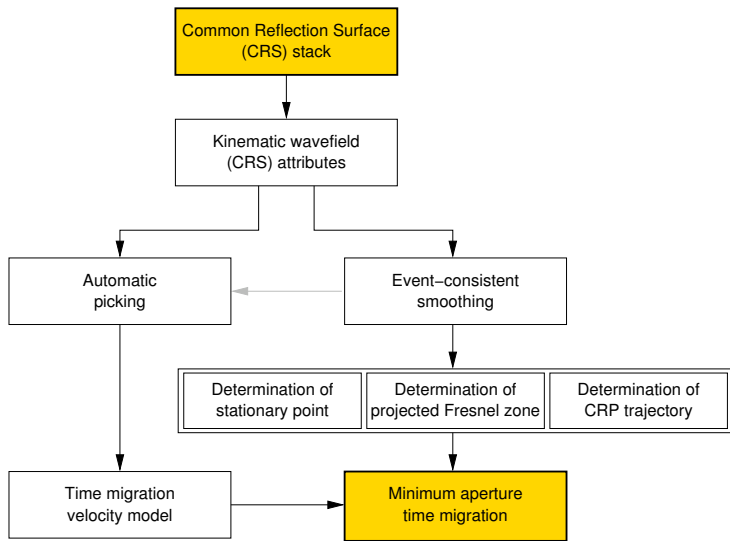 Common Reflection Surface
(CRS) stack
Kinematic wavefield
(CRS) attributes
Automatic
picking
Event−consistent
smoothing
Determination of
stationary point
Determination of
projected Fresnel zone
Determination of
CRP trajectory
Time migration
velocity model
Minimum aperture
time migration